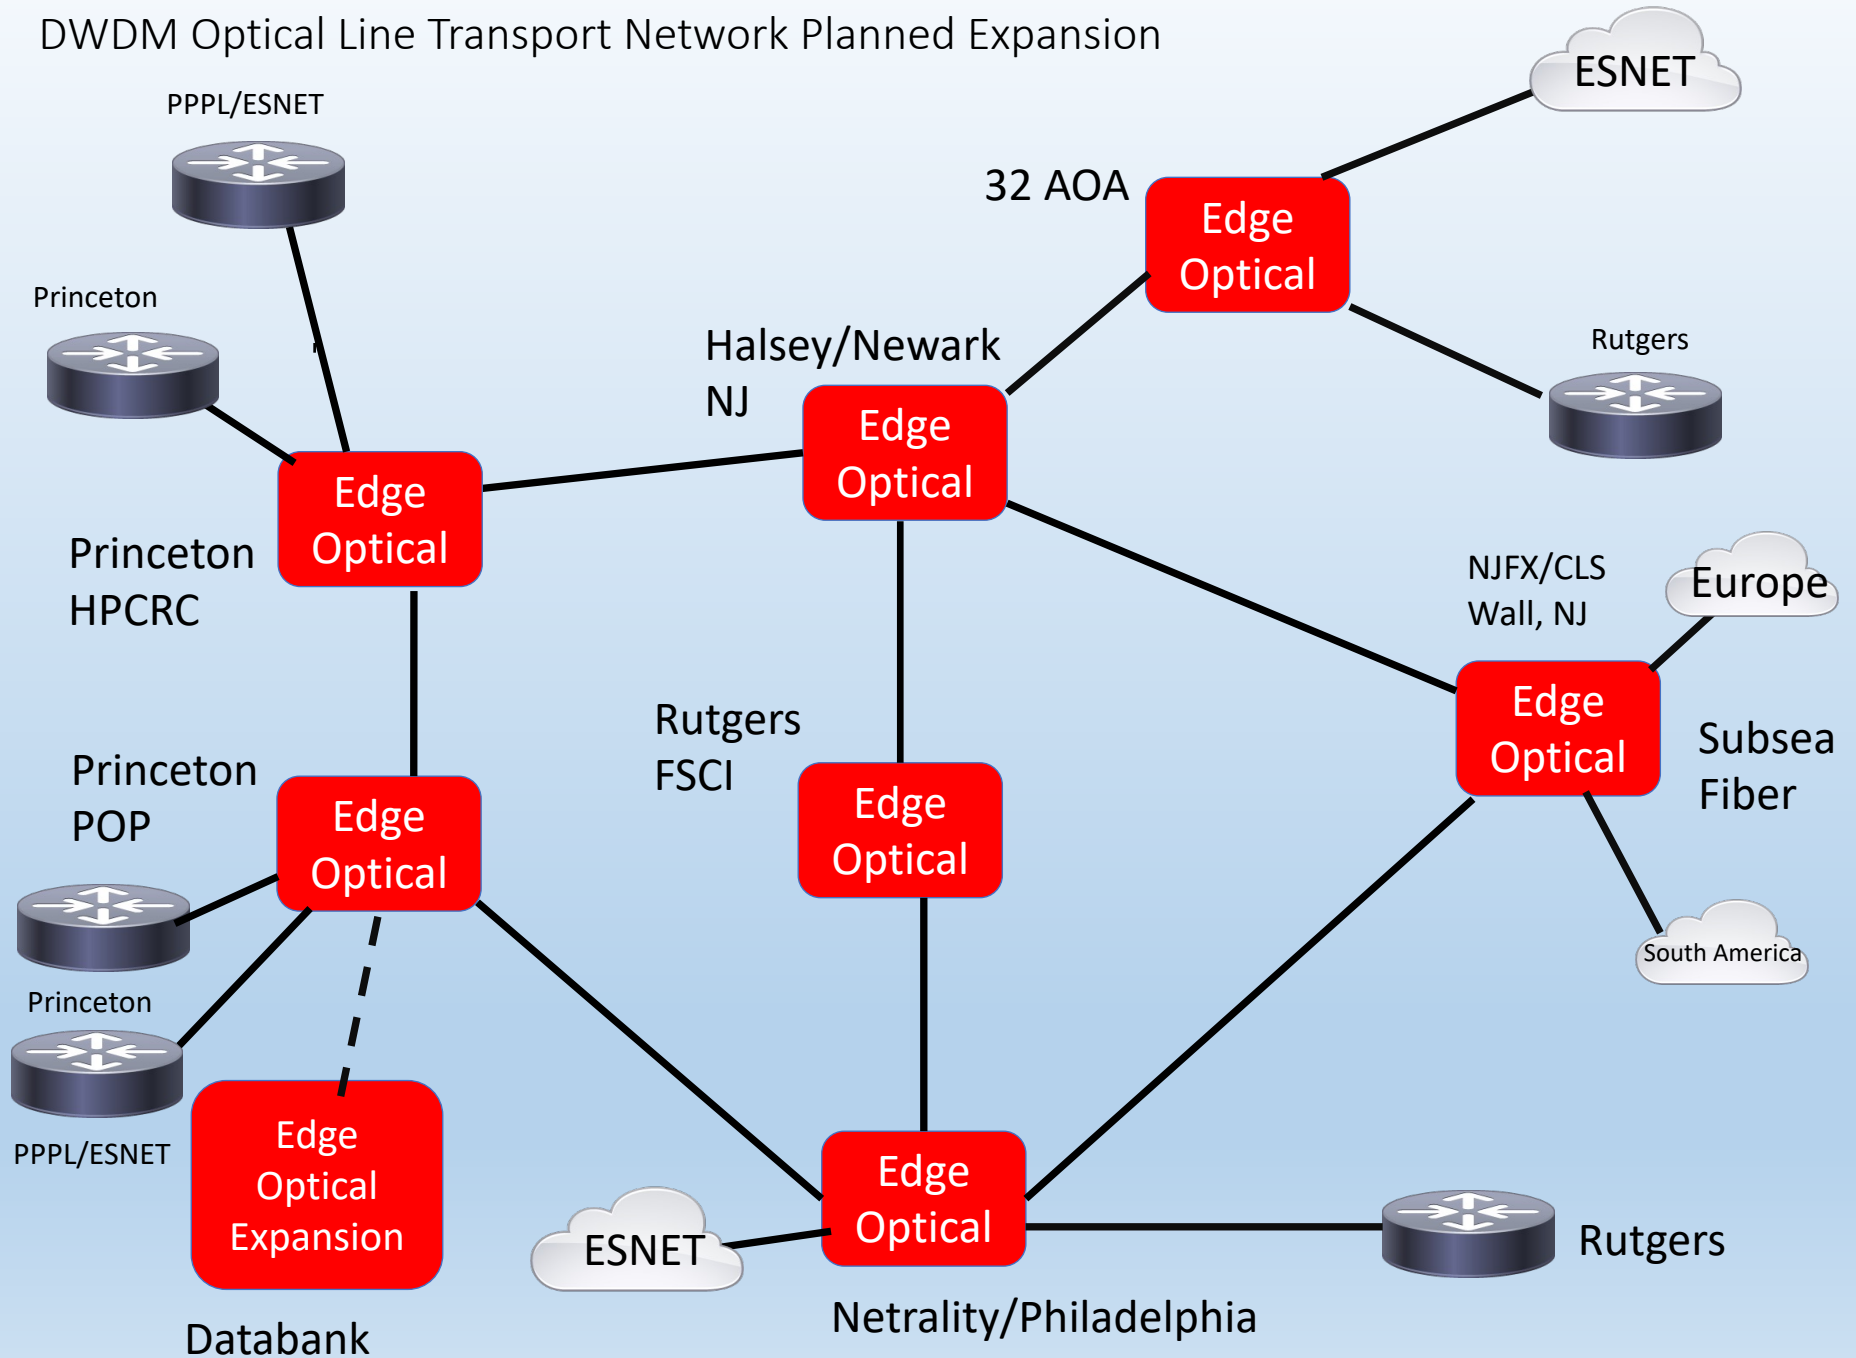 DWDM Optical Line Transport Network Planned Expansion
ESNET
PPPL/ESNET
32 AOA
Edge
Optical
Princeton
Halsey/Newark
NJ
Rutgers
Edge
Optical
Edge
Optical
Princeton
HPCRC
NJFX/CLS
Wall, NJ
Europe
Edge
Optical
Subsea
Fiber
Rutgers
FSCI
Princeton
POP
Edge
Optical
Edge
Optical
South America
Princeton
PPPL/ESNET
Edge
Optical
Expansion
Databank
ESNET
Edge
Optical
Rutgers
Netrality/Philadelphia